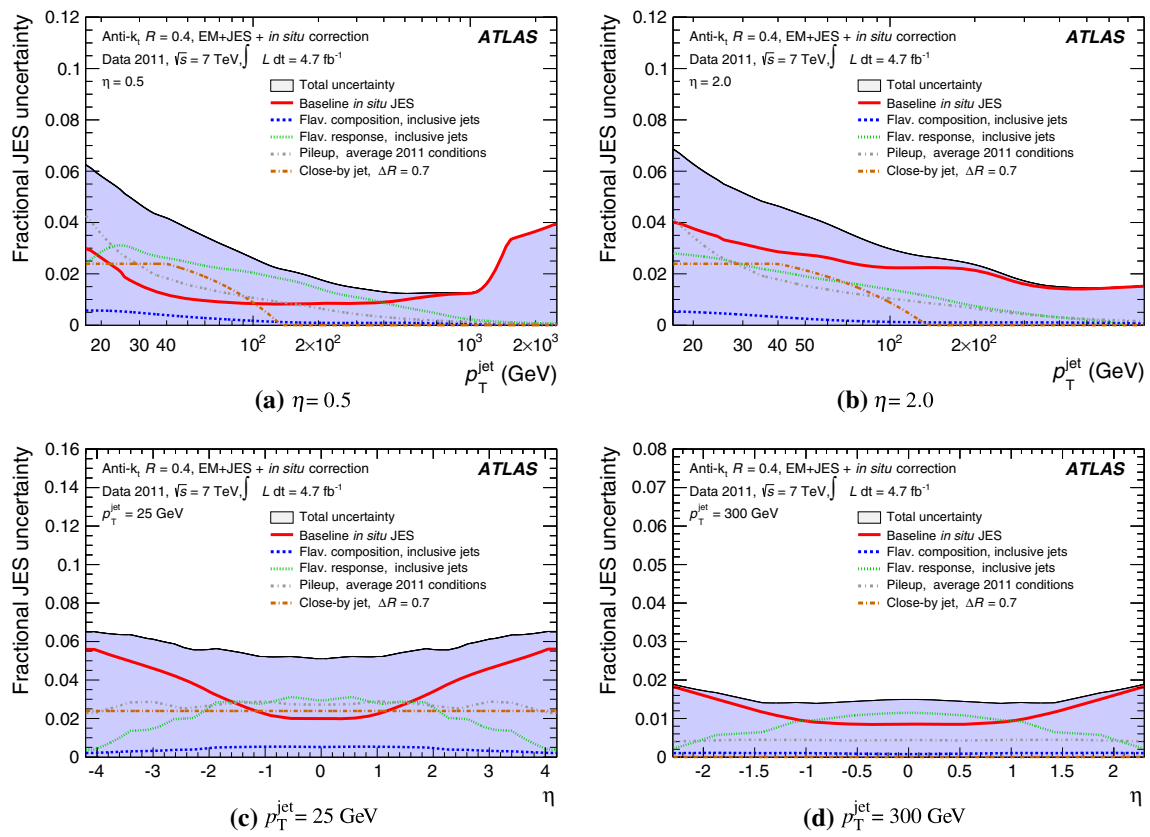 Fractional JES uncertainty
0.12
0.1
0.08
0.06
0.04
0.02
0
Anti-kt R = 0.4, EM+JES + in situ correction
ATLAS
Data 2011, √s = 7 TeV, ∫ L dt = 4.7 fb⁻¹
η = 0.5
Total uncertainty
Baseline in situ JES
Flav. composition, inclusive jets
Flav. response, inclusive jets
Pileup, average 2011 conditions
Close-by jet, ΔR = 0.7
20 30 40 10² 2×10² 10³ 2×10³
p_T^jet (GeV)
(a) η = 0.5
Fractional JES uncertainty
0.12
0.1
0.08
0.06
0.04
0.02
0
Anti-kt R = 0.4, EM+JES + in situ correction
ATLAS
Data 2011, √s = 7 TeV, ∫ L dt = 4.7 fb⁻¹
η = 2.0
Total uncertainty
Baseline in situ JES
Flav. composition, inclusive jets
Flav. response, inclusive jets
Pileup, average 2011 conditions
Close-by jet, ΔR = 0.7
20 30 40 50 10² 2×10²
p_T^jet (GeV)
(b) η = 2.0
Fractional JES uncertainty
0.16
0.14
0.12
0.1
0.08
0.06
0.04
0.02
0
Anti-kt R = 0.4, EM+JES + in situ correction
ATLAS
Data 2011, √s = 7 TeV, ∫ L dt = 4.7 fb⁻¹
p_T^jet = 25 GeV
Total uncertainty
Baseline in situ JES
Flav. composition, inclusive jets
Flav. response, inclusive jets
Pileup, average 2011 conditions
Close-by jet, ΔR = 0.7
-4 -3 -2 -1 0 1 2 3 4
η
(c) p_T^jet = 25 GeV
Fractional JES uncertainty
0.08
0.07
0.06
0.05
0.04
0.03
0.02
0.01
0
Anti-kt R = 0.4, EM+JES + in situ correction
ATLAS
Data 2011, √s = 7 TeV, ∫ L dt = 4.7 fb⁻¹
p_T^jet = 300 GeV
Total uncertainty
Baseline in situ JES
Flav. composition, inclusive jets
Flav. response, inclusive jets
Pileup, average 2011 conditions
Close-by jet, ΔR = 0.7
-2 -1.5 -1 -0.5 0 0.5 1 1.5 2
η
(d) p_T^jet = 300 GeV